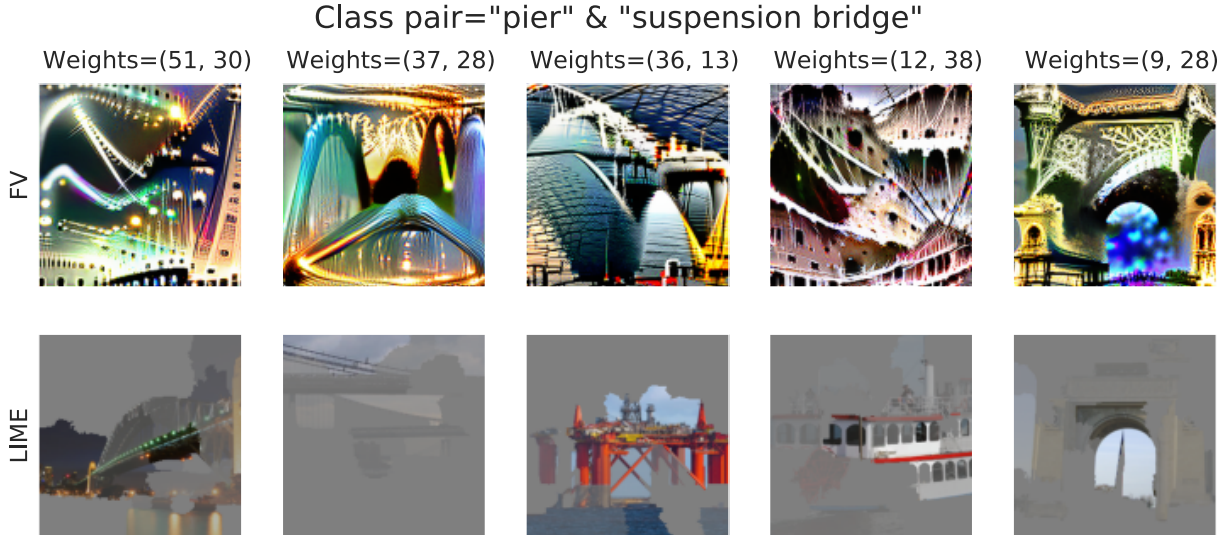 Class pair="pier" & "suspension bridge"
Weights=(51, 30) Weights=(37, 28) Weights=(36, 13) Weights=(12, 38) Weights=(9, 28)
FV
LIME